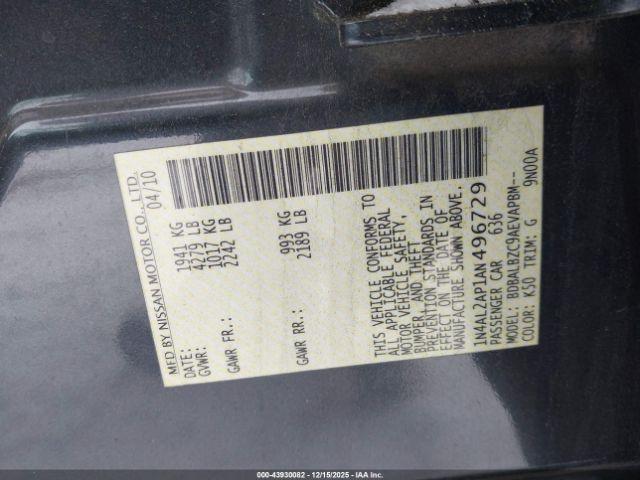 MFD BY NISSAN MOTOR CO., LTD.
DATE: 04/10
GVWR: 1941 KG
4279 LB
GAWR FR: 1017 KG
2242 LB
GAWR RR: 993 KG
2189 LB
THIS VEHICLE CONFORMS TO
ALL APPLICABLE FEDERAL
MOTOR VEHICLE SAFETY,
BUMPER, AND THEFT
PREVENTION STANDARDS IN
EFFECT ON THE DATE OF
MANUFACTURE SHOWN ABOVE.
1N4AL2AP1AN496729
PASSENGER CAR 636
MODEL: BDBALBZC9AEVAPBM--
COLOR: K50 TRIM: G 9N00A
000-43930082 - 12/15/2025 - IAAI.com